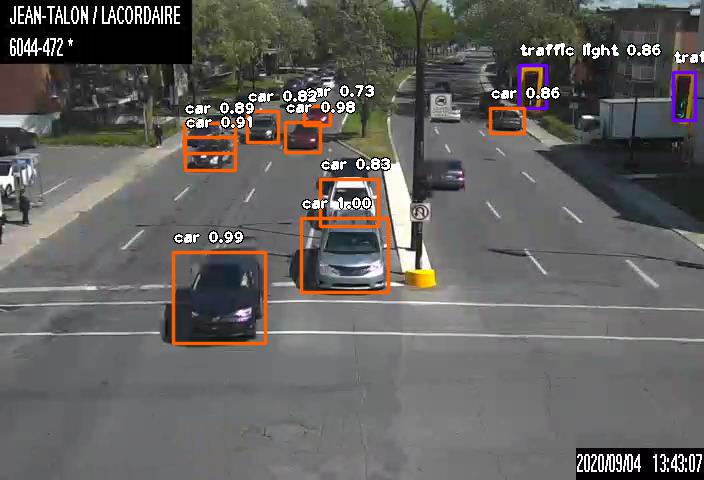 JEAN-TALON / LACORDAIRE
6044-472 *
traffic light 0.86
traf
car 0.73
car 0.82
car 0.86
car 0.89
car 0.98
car 0.91
car 0.83
car 1.00
car 0.99
2020/09/04 13:43:07